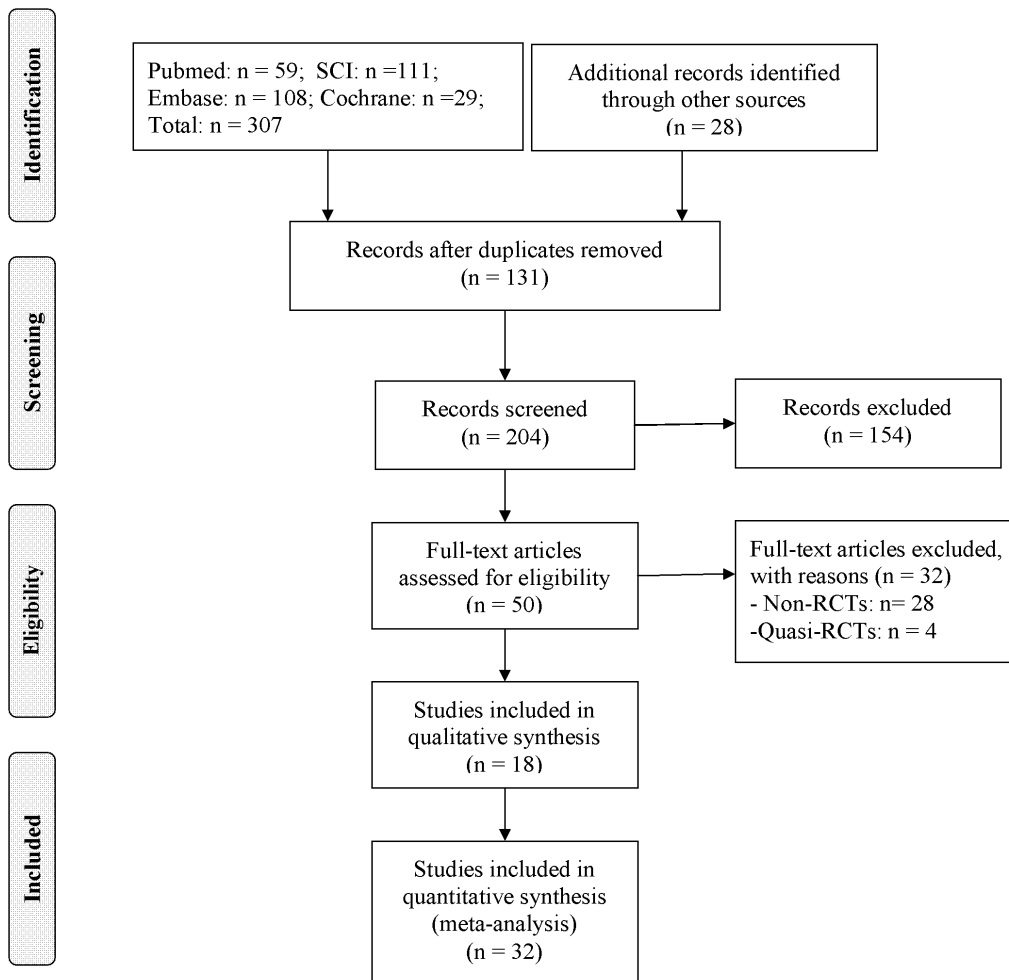 Identification
Pubmed: n = 59; SCI: n =111;
Embase: n = 108; Cochrane: n =29;
Total: n = 307
Additional records identified
through other sources
(n = 28)
Records after duplicates removed
(n = 131)
Screening
Records screened
(n = 204)
Records excluded
(n = 154)
Eligibility
Full-text articles
assessed for eligibility
(n = 50)
Full-text articles excluded,
with reasons (n = 32)
- Non-RCTs: n= 28
-Quasi-RCTs: n = 4
Studies included in
qualitative synthesis
(n = 18)
Included
Studies included in
quantitative synthesis
(meta-analysis)
(n = 32)